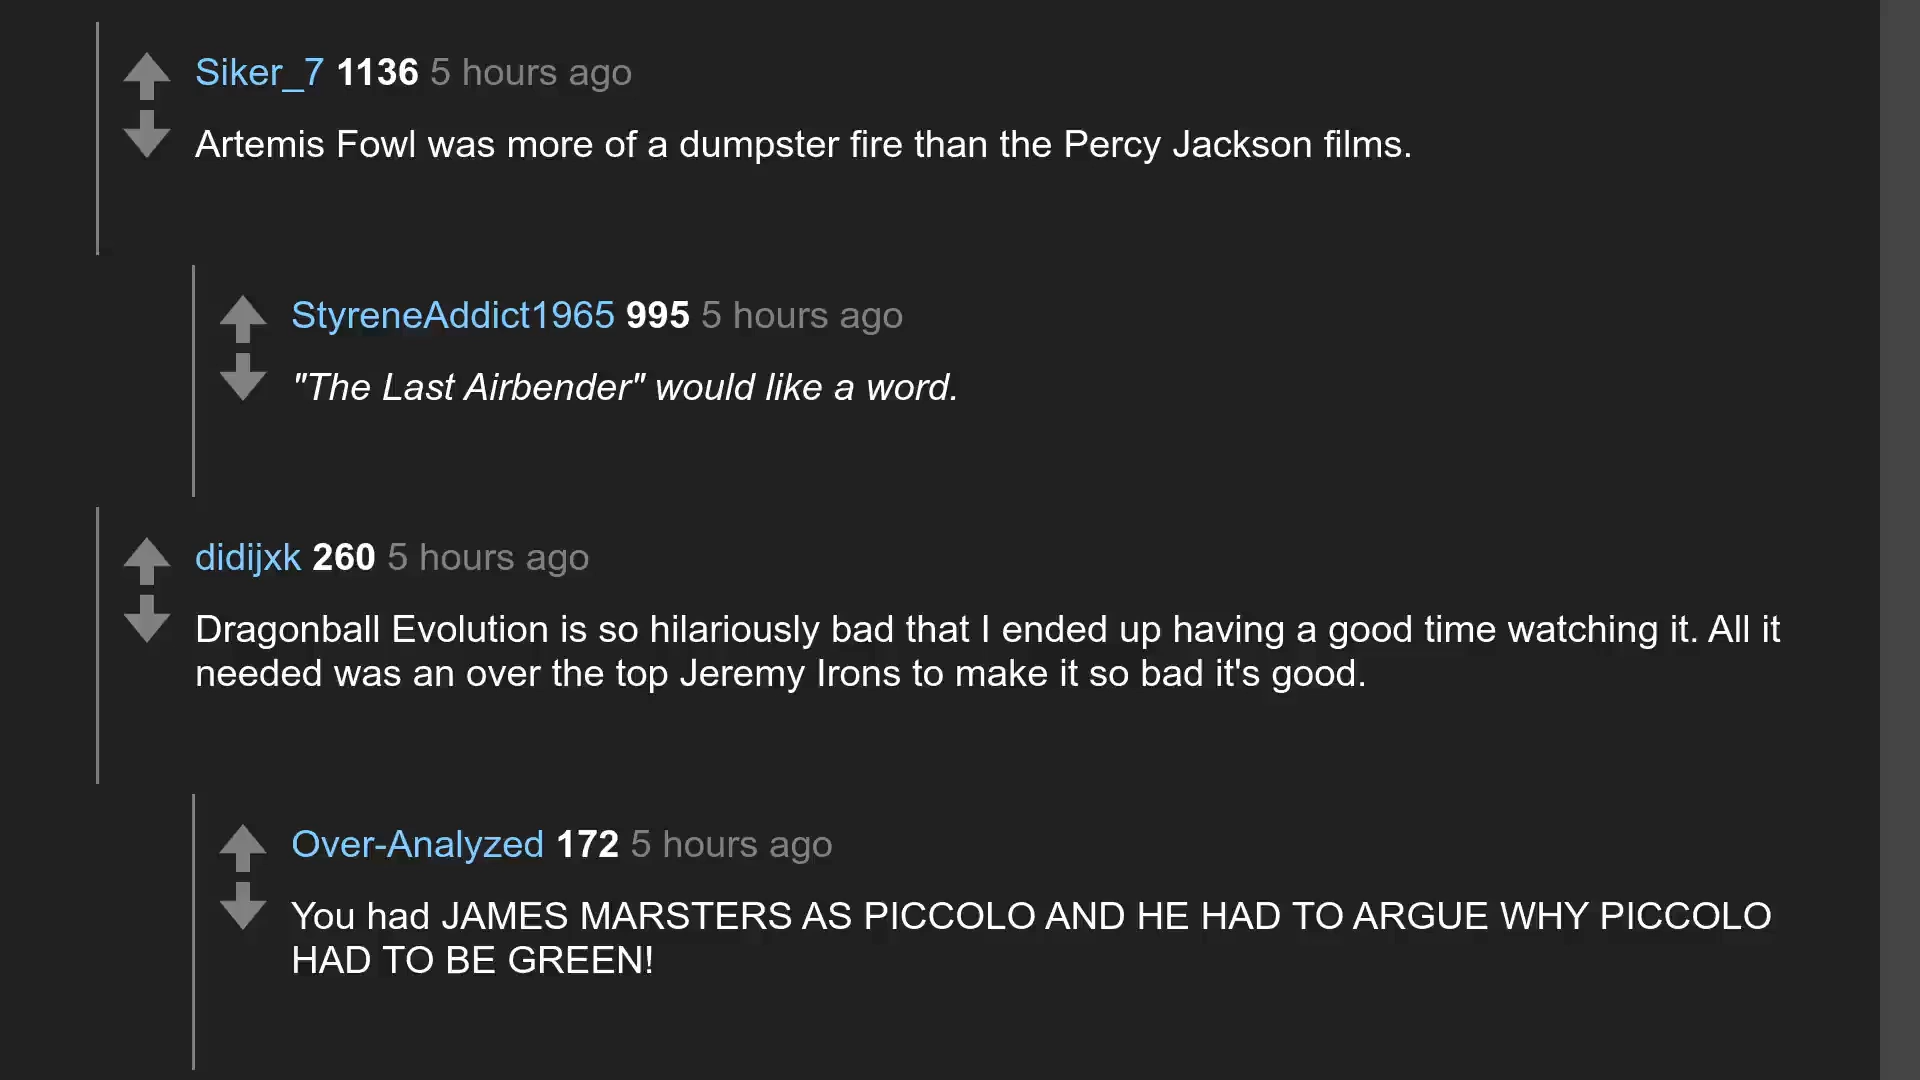 Siker_7 1136 5 hours ago
Artemis Fowl was more of a dumpster fire than the Percy Jackson films.
StyreneAddict1965 995 5 hours ago
"The Last Airbender" would like a word.
didijxk 260 5 hours ago
Dragonball Evolution is so hilariously bad that I ended up having a good time watching it. All it
needed was an over the top Jeremy Irons to make it so bad it's good.
Over-Analyzed 172 5 hours ago
You had JAMES MARSTERS AS PICCOLO AND HE HAD TO ARGUE WHY PICCOLO
HAD TO BE GREEN!